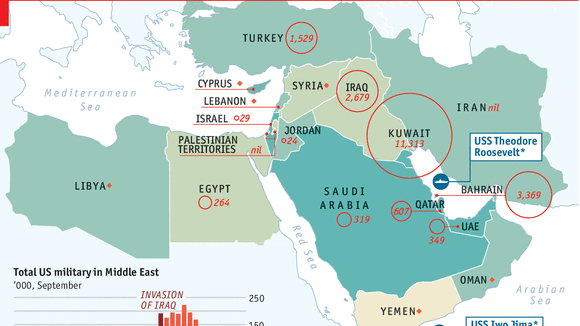 TURKEY 1,529
CYPRUS
SYRIA
IRAQ
2,679
Mediterranean
Sea
LEBANON
IRAN nil
ISRAEL 29
JORDAN
24
KUWAIT
11,313
PALESTINIAN
TERRITORIES nil
USS Theodore
Roosevelt*
LIBYA
EGYPT
264
SAUDI
ARABIA
319
BAHRAIN
3,369
QATAR
607
UAE
349
Red Sea
OMAN
Arabian
Sea
YEMEN
USS Iwo Jima*
Total US military in Middle East
'000, September
INVASION
OF IRAQ
250
150